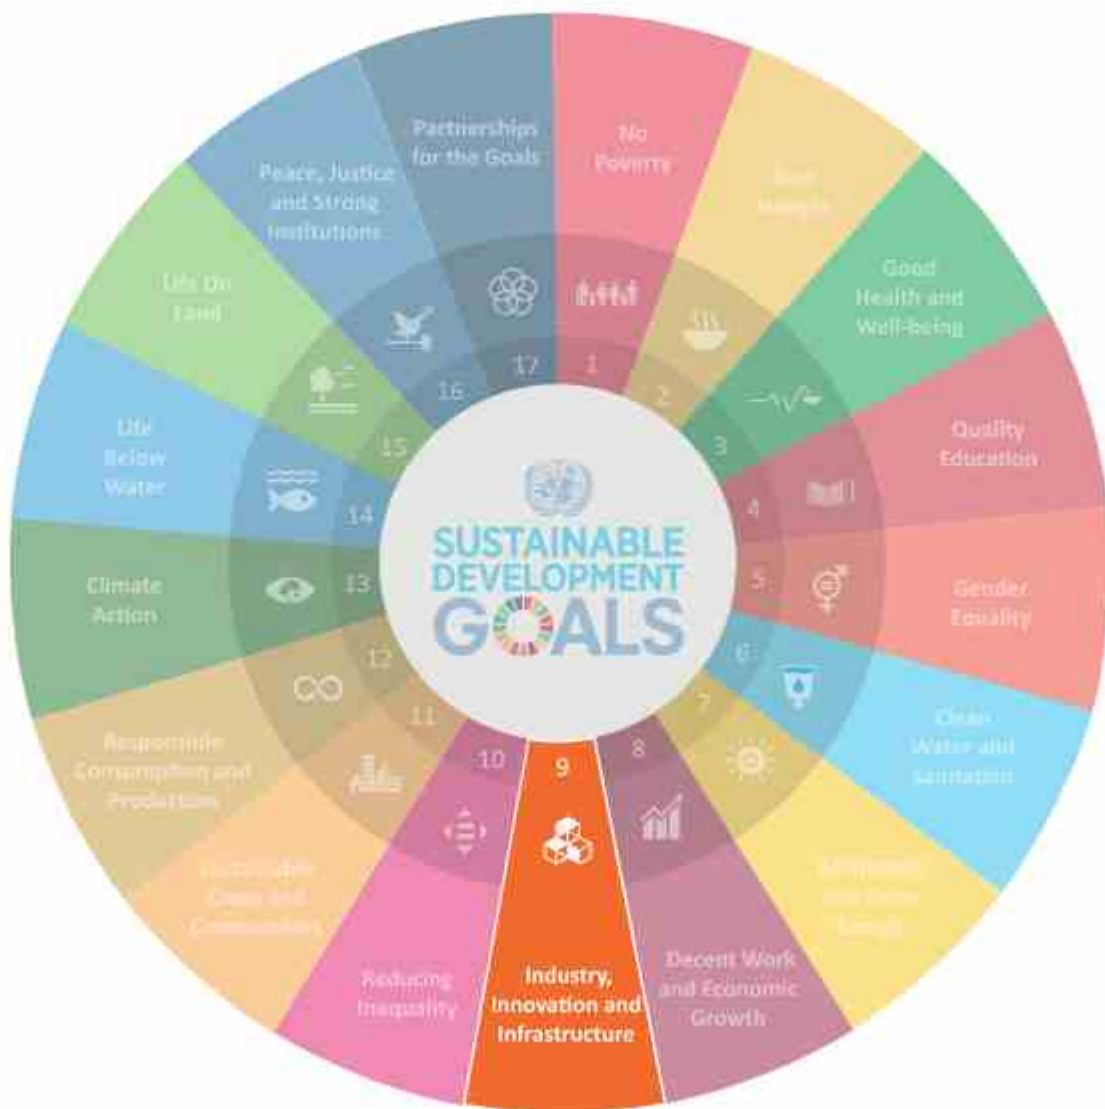 No
Poverty
1
2
Good
Health and
Well-being
3
Quality
Education
4
Gender
Equality
5
Clean
Water and
Sanitation
6
7
Decent Work
and Economic
Growth
8
Industry,
Innovation and
Infrastructure
9
Reducing
Inequality
10
11
Responsible
Consumption and
Production
12
Climate
Action
13
Life
Below
Water
14
Life On
Land
15
Peace, Justice
and Strong
Institutions
16
Partnerships
for the Goals
17
SUSTAINABLE
DEVELOPMENT
GOALS